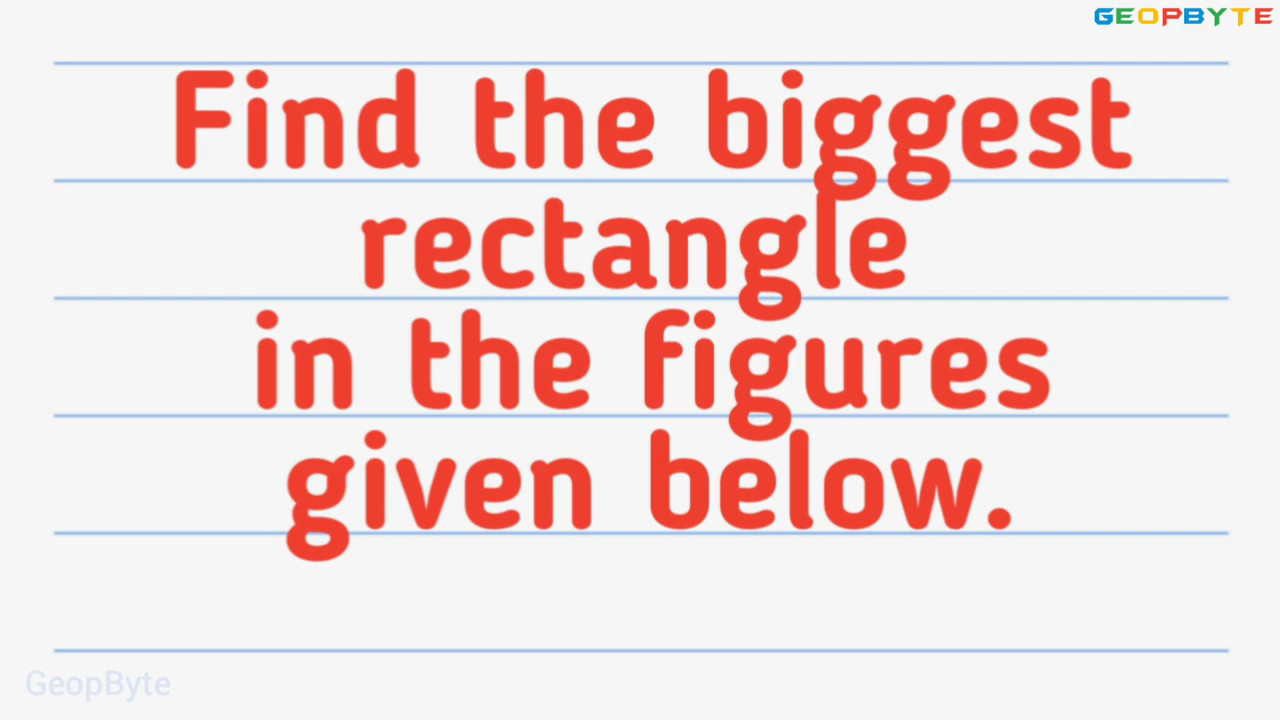 GEOPBYTE
Find the biggest
rectangle
in the figures
given below.
GeopByte